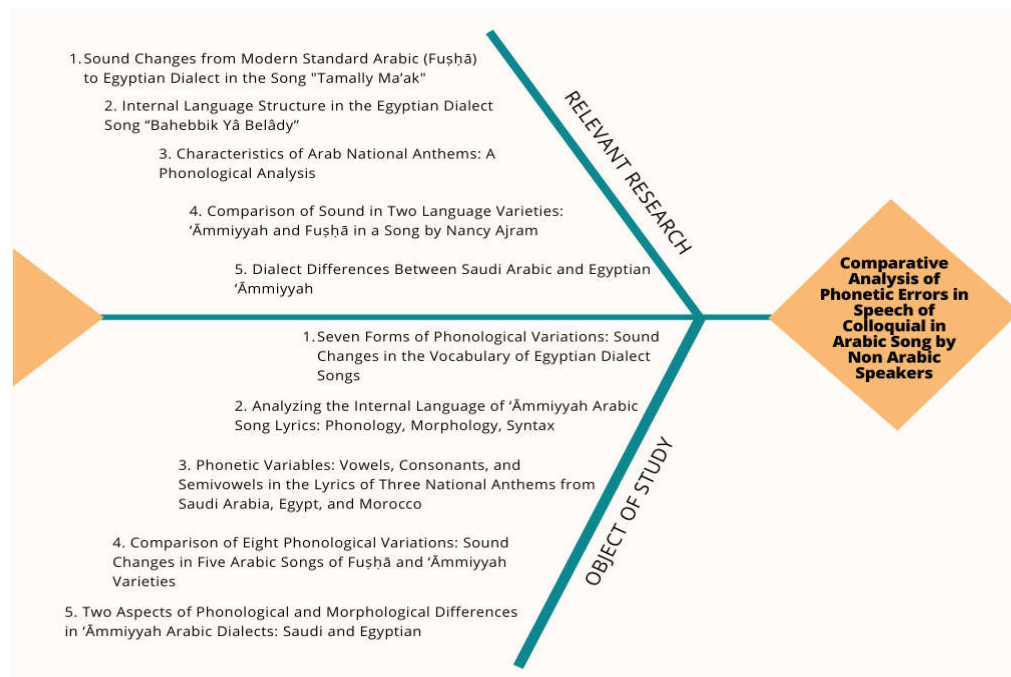 1. Sound Changes from Modern Standard Arabic (Fuṣḥā)
to Egyptian Dialect in the Song "Tamally Ma’ak"
2. Internal Language Structure in the Egyptian Dialect
Song “Bahebbik Yâ Belâdy”
3. Characteristics of Arab National Anthems: A
Phonological Analysis
4. Comparison of Sound in Two Language Varieties:
‘Āmmiyyah and Fuṣḥā in a Song by Nancy Ajram
5. Dialect Differences Between Saudi Arabic and Egyptian
‘Āmmiyyah
RELEVANT RESEARCH
1. Seven Forms of Phonological Variations: Sound
Changes in the Vocabulary of Egyptian Dialect
Songs
2. Analyzing the Internal Language of ‘Āmmiyyah Arabic
Song Lyrics: Phonology, Morphology, Syntax
3. Phonetic Variables: Vowels, Consonants, and
Semivowels in the Lyrics of Three National Anthems from
Saudi Arabia, Egypt, and Morocco
4. Comparison of Eight Phonological Variations: Sound
Changes in Five Arabic Songs of Fuṣḥā and ‘Āmmiyyah
Varieties
5. Two Aspects of Phonological and Morphological Differences
in ‘Āmmiyyah Arabic Dialects: Saudi and Egyptian
OBJECT OF STUDY
Comparative
Analysis of
Phonetic Errors in
Speech of
Colloquial in
Arabic Song by
Non Arabic
Speakers